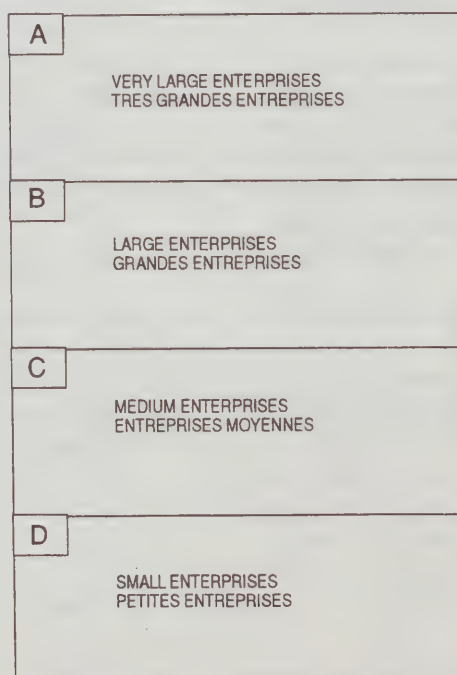 A
VERY LARGE ENTERPRISES
TRES GRANDES ENTREPRISES
B
LARGE ENTERPRISES
GRANDES ENTREPRISES
C
MEDIUM ENTERPRISES
ENTREPRISES MOYENNES
D
SMALL ENTERPRISES
PETITES ENTREPRISES